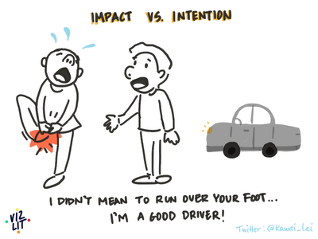 IMPACT VS. INTENTION
I DIDN'T MEAN TO RUN OVER YOUR FOOT...
I'M A GOOD DRIVER!
VIZ
LIT
Twitter: @Kawei_Lei